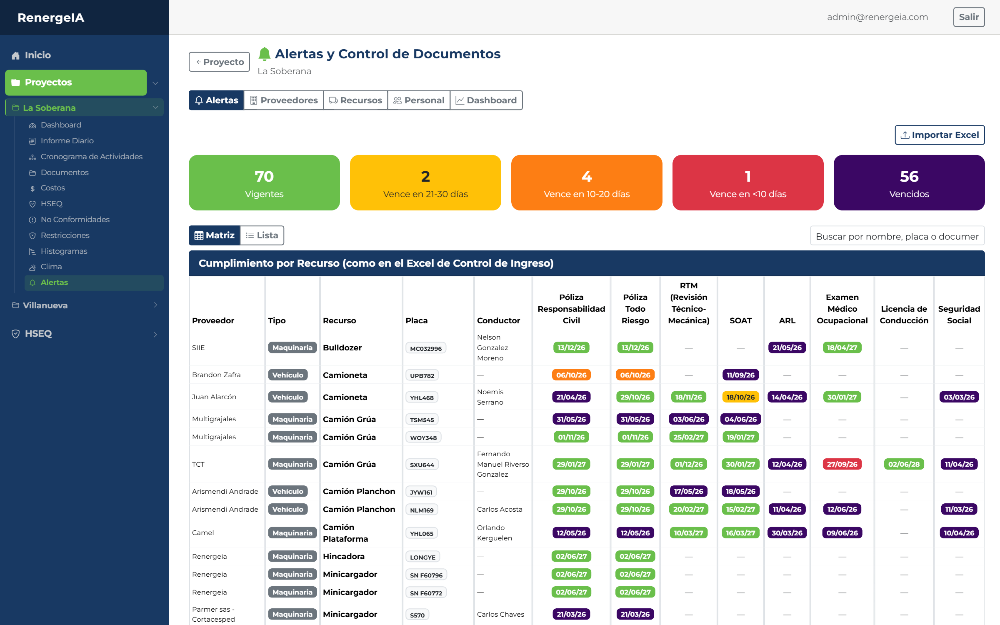 RenergeIA
admin@renergeia.com
Salir
Inicio
Proyectos
La Soberana
Dashboard
Informe Diario
Cronograma de Actividades
Documentos
Costos
HSEQ
No Conformidades
Restricciones
Histogramas
Clima
Alertas
Villanueva
HSEQ
← Proyecto
Alertas y Control de Documentos
La Soberana
Alertas Proveedores Recursos Personal Dashboard
Importar Excel
70 Vigentes
2 Vence en 21-30 días
4 Vence en 10-20 días
1 Vence en <10 días
56 Vencidos
Matriz Lista
Buscar por nombre, placa o documen
Cumplimiento por Recurso (como en el Excel de Control de Ingreso)
Proveedor Tipo Recurso Placa Conductor Póliza Responsabilidad Civil Póliza Todo Riesgo RTM (Revisión Técnico-Mecánica) SOAT ARL Examen Médico Ocupacional Licencia de Conducción Seguridad Social
SIIE Maquinaria Bulldozer MC032996 Nelson Gonzalez Moreno 13/12/26 13/12/26 — — 21/05/26 18/04/27 — —
Brandon Zafra Vehículo Camioneta UPB782 — 06/10/26 06/10/26 — 11/09/26 — — — —
Juan Alarcón Vehículo Camioneta YHL468 Noemis Serrano 21/04/26 29/10/26 18/11/26 18/10/26 14/04/26 30/01/27 — 03/03/26
Multigrajales Maquinaria Camión Grúa TSM545 — 31/05/26 31/05/26 03/06/26 04/06/26 — — — —
Multigrajales Maquinaria Camión Grúa WOY348 — 01/11/26 01/11/26 25/02/27 19/01/27 — — — —
TCT Maquinaria Camión Grúa SXU644 Fernando Manuel Riverso Gonzalez 29/01/27 29/01/27 01/12/26 30/01/27 12/04/26 27/09/26 02/06/28 11/04/26
Arismendi Andrade Vehículo Camión Planchon JYW161 — 29/10/26 29/10/26 17/05/26 18/05/26 — — — —
Arismendi Andrade Vehículo Camión Planchon NLM169 Carlos Acosta 29/10/26 29/10/26 20/02/27 15/02/27 11/04/26 12/06/26 — 11/03/26
Camel Maquinaria Camión Plataforma YHL065 Orlando Kerguelen 12/05/26 12/05/26 10/03/27 16/03/27 30/03/26 09/06/26 — 10/04/26
Renergeia Maquinaria Hincadora LONGYE — 02/06/27 02/06/27 — — — — — —
Renergeia Maquinaria Minicargador SN F60796 — 02/06/27 02/06/27 — — — — — —
Renergeia Maquinaria Minicargador SN F60772 — 02/06/27 02/06/27 — — — — — —
Parmer sas - Cortacesped Maquinaria Minicargador S570 Carlos Chaves 21/03/26 21/03/26 — — — — — —